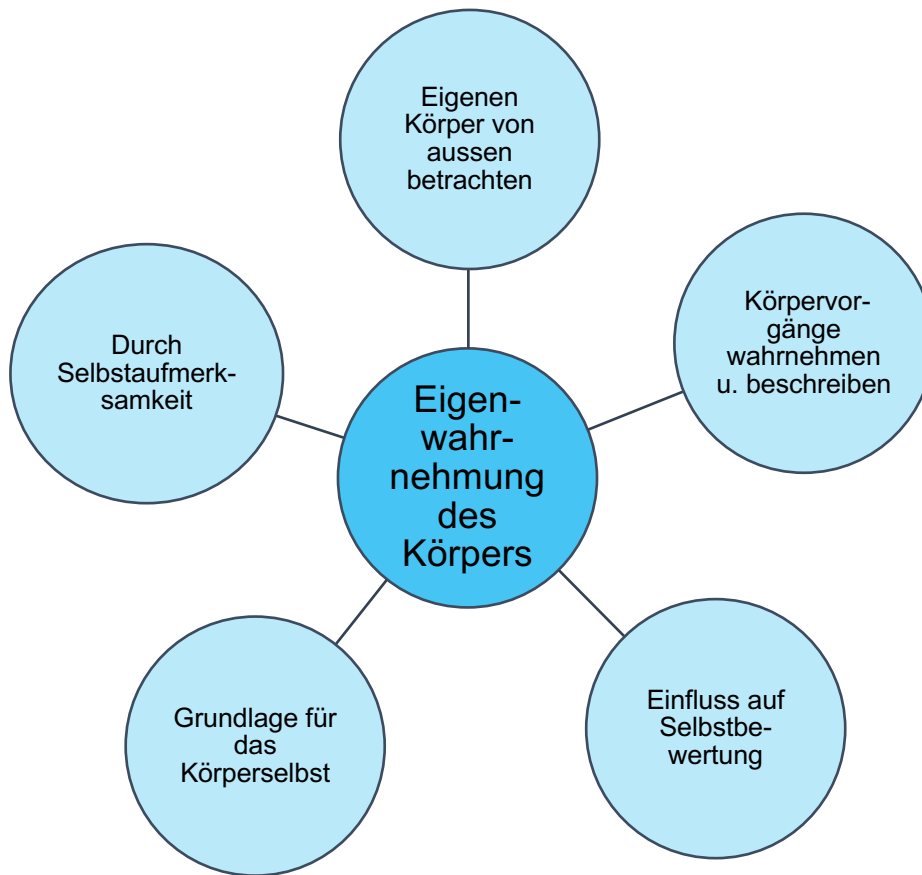 Eigenen
Körper von
aussen
betrachten
Körpervor-
gänge
wahrnehmen
u. beschreiben
Durch
Selbstaufmerk-
samkeit
Eigen-
wahr-
nehmung
des
Körpers
Einfluss auf
Selbstbe-
wertung
Grundlage für
das
Körperselbst